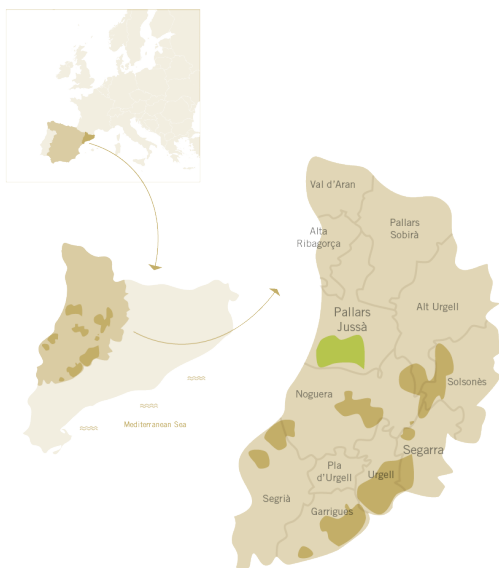 Val d'Aran
Alta
Ribagorça
Pallars
Sobirà
Pallars
Jussà
Alt Urgell
Solsonès
Noguera
Segarra
Pla
d'Urgell
Urgell
Segrià
Garrigues
Mediterranean Sea